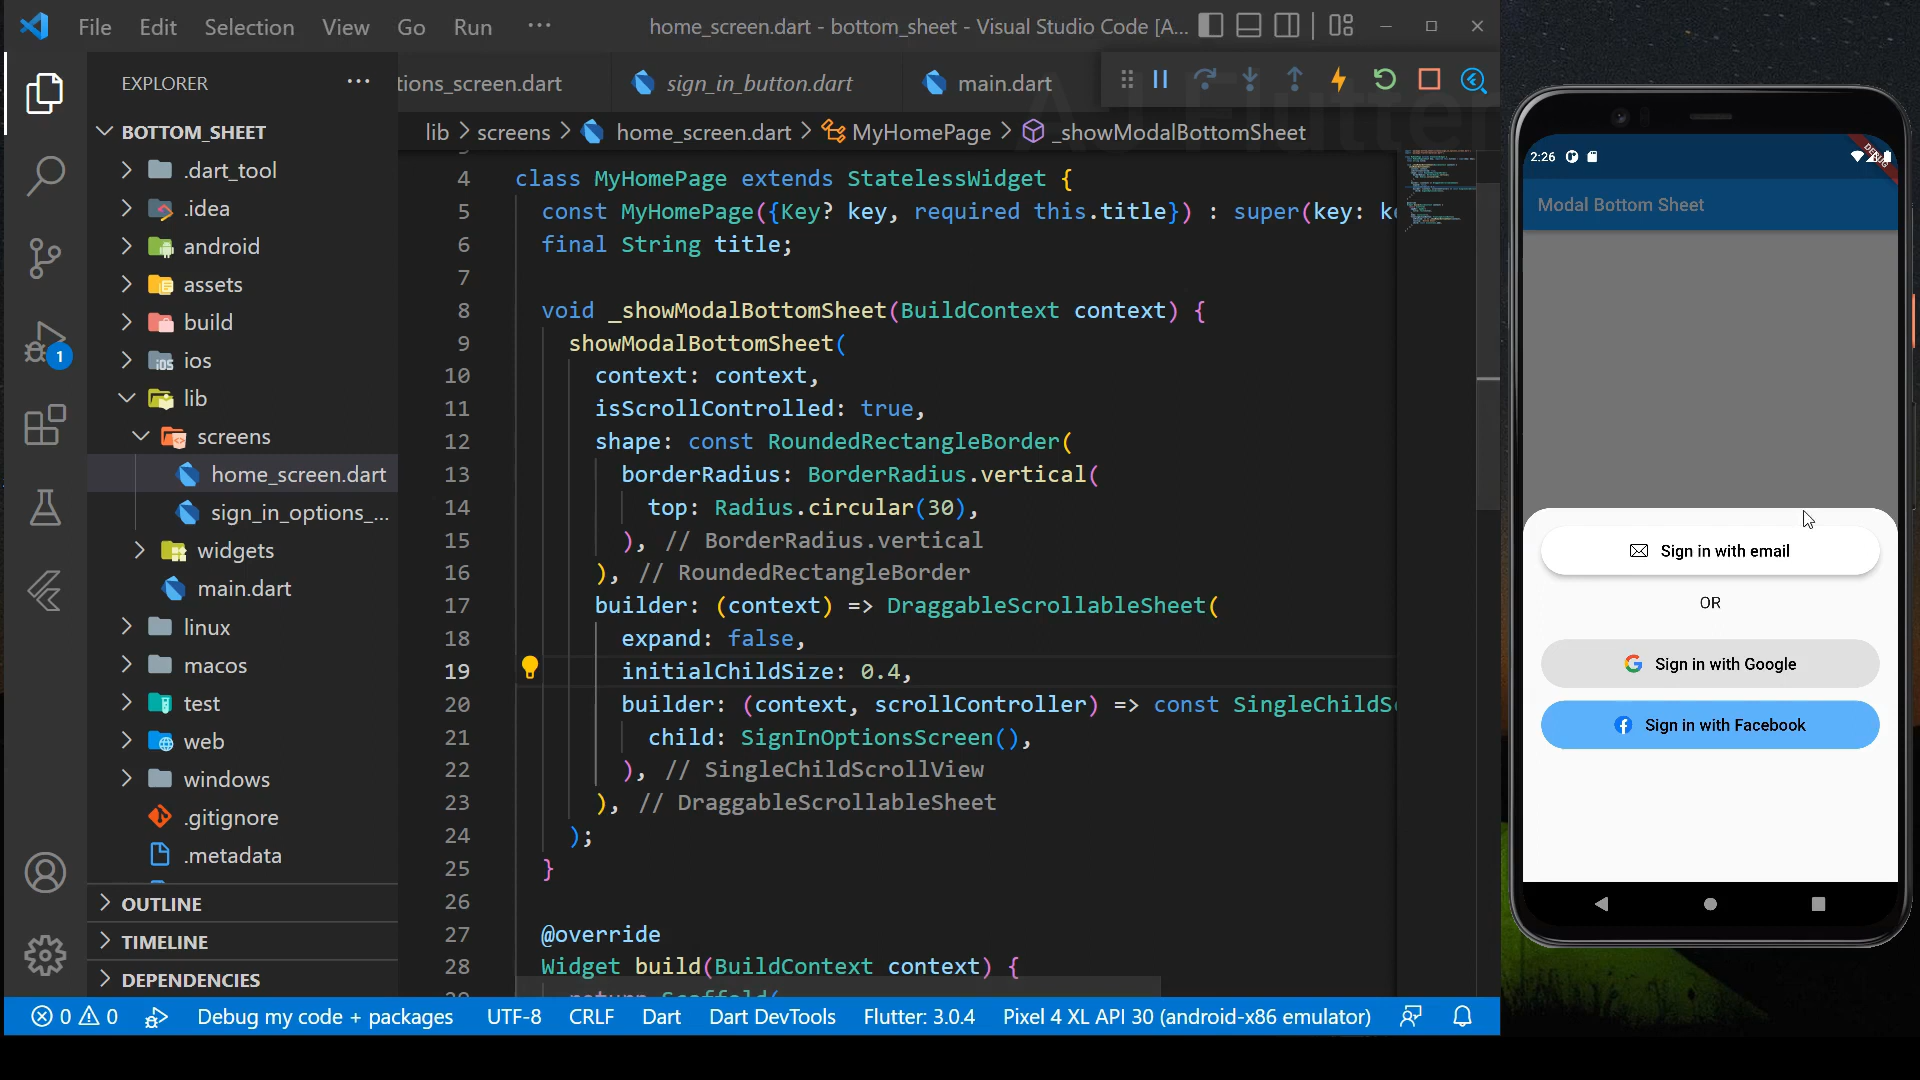 File Edit Selection View Go Run ··· home_screen.dart - bottom_sheet - Visual Studio Code [A...
EXPLORER ···
BOTTOM_SHEET
.dart_tool
.idea
android
assets
build
ios
lib
screens
home_screen.dart
sign_in_options_...
widgets
main.dart
linux
macos
test
web
windows
.gitignore
.metadata
OUTLINE
TIMELINE
DEPENDENCIES
1
tions_screen.dart sign_in_button.dart main.dart
AJ Flutter
lib > screens > home_screen.dart > MyHomePage > _showModalBottomSheet
4 class MyHomePage extends StatelessWidget {
5 const MyHomePage({Key? key, required this.title}) : super(key: k
6 final String title;
7
8 void _showModalBottomSheet(BuildContext context) {
9 showModalBottomSheet(
10 context: context,
11 isScrollControlled: true,
12 shape: const RoundedRectangleBorder(
13 borderRadius: BorderRadius.vertical(
14 top: Radius.circular(30),
15 ), // BorderRadius.vertical
16 ), // RoundedRectangleBorder
17 builder: (context) => DraggableScrollableSheet(
18 expand: false,
19 initialChildSize: 0.4,
20 builder: (context, scrollController) => const SingleChildS
21 child: SignInOptionsScreen(),
22 ), // SingleChildScrollView
23 ), // DraggableScrollableSheet
24 );
25 }
26
27 @override
28 Widget build(BuildContext context) {
return Scaffold(
0 0 Debug my code + packages UTF-8 CRLF Dart Dart DevTools Flutter: 3.0.4 Pixel 4 XL API 30 (android-x86 emulator)
2:26
DEBUG
Modal Bottom Sheet
Sign in with email
OR
Sign in with Google
Sign in with Facebook